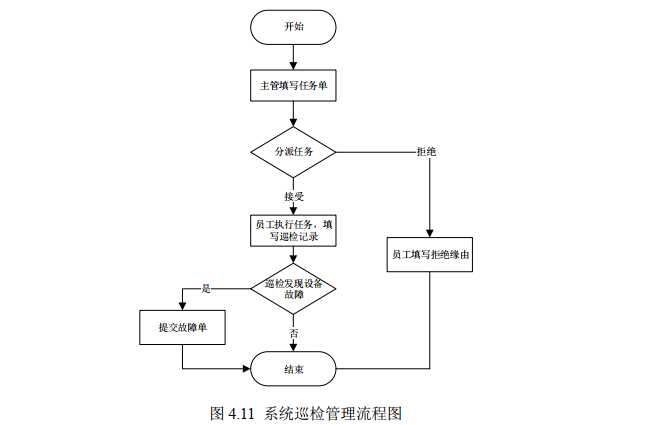 开始
主管填写任务单
分派任务
拒绝
接受
员工执行任务，填
写巡检记录
员工填写拒绝缘由
巡检发现设备
故障
是
提交故障单
否
结束
图 4.11 系统巡检管理流程图